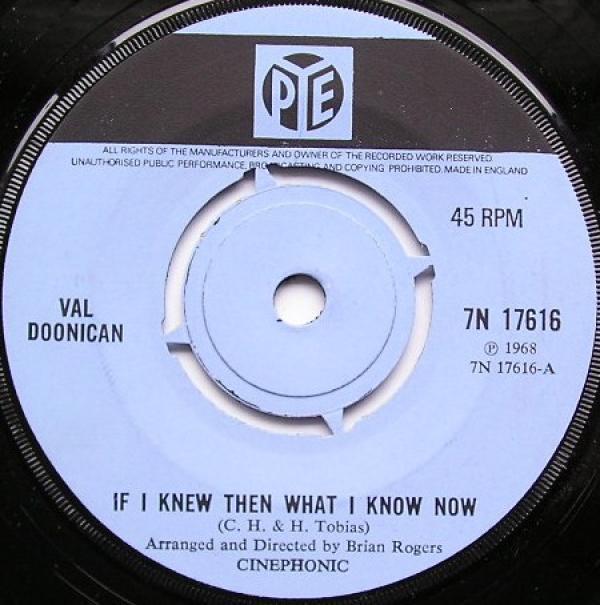 PYE
ALL RIGHTS OF THE MANUFACTURERS AND OWNER OF THE RECORDED WORK RESERVED
UNAUTHORISED PUBLIC PERFORMANCE, BROADCASTING AND COPYING PROHIBITED. MADE IN ENGLAND
45 RPM
VAL
DOONICAN
7N 17616
℗ 1968
7N 17616-A
IF I KNEW THEN WHAT I KNOW NOW
(C. H. & H. Tobias)
Arranged and Directed by Brian Rogers
CINEPHONIC